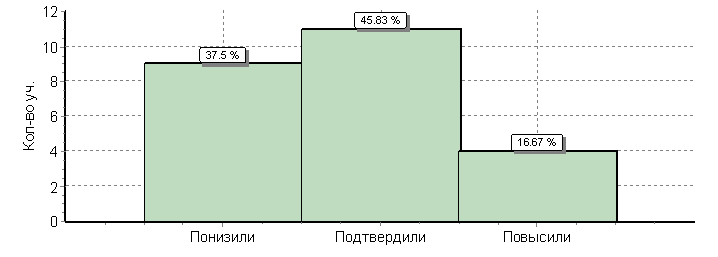 Кол-во уч.
12
10
8
6
4
2
0
37.5 %
45.83 %
16.67 %
Понизили
Подтвердили
Повысили